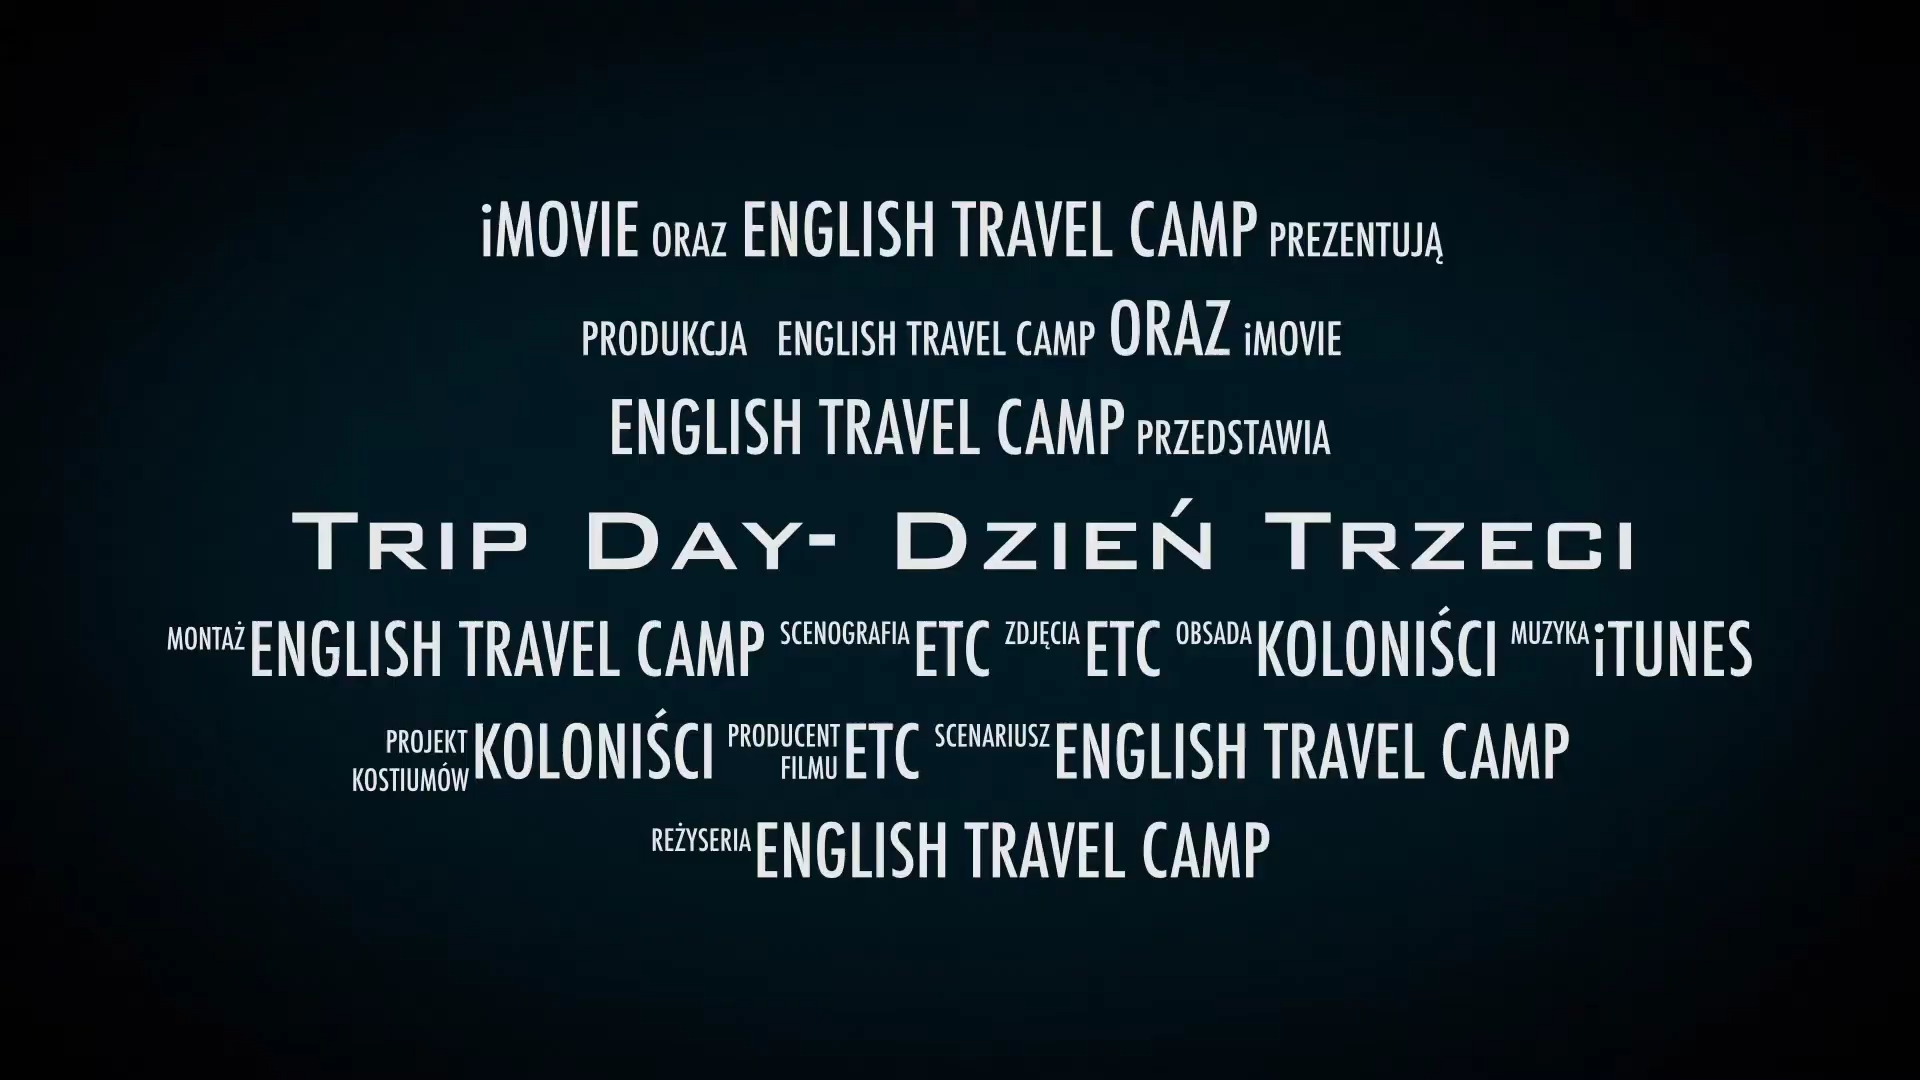 iMOVIE ORAZ ENGLISH TRAVEL CAMP PREZENTUJĄ
PRODUKCJA ENGLISH TRAVEL CAMP ORAZ iMOVIE
ENGLISH TRAVEL CAMP PRZEDSTAWIA
TRIP DAY- DZIEŃ TRZECI
MONTAŻ ENGLISH TRAVEL CAMP SCENOGRAFIA ETC ZDJĘCIA ETC OBSADA KOLONIŚCI MUZYKA iTUNES
PROJEKT KOSTIUMÓW KOLONIŚCI PRODUCENT FILMU ETC SCENARIUSZ ENGLISH TRAVEL CAMP
REŻYSERIA ENGLISH TRAVEL CAMP